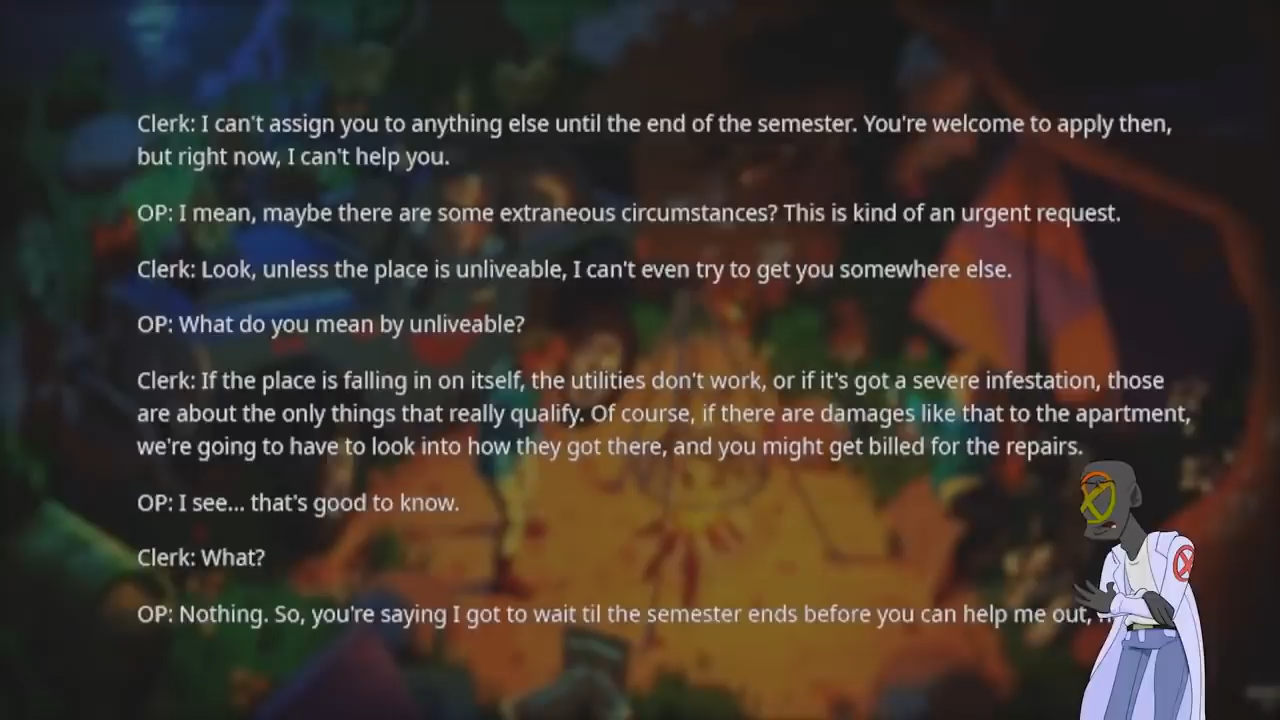 Clerk: I can't assign you to anything else until the end of the semester. You're welcome to apply then,
but right now, I can't help you.
OP: I mean, maybe there are some extraneous circumstances? This is kind of an urgent request.
Clerk: Look, unless the place is unliveable, I can't even try to get you somewhere else.
OP: What do you mean by unliveable?
Clerk: If the place is falling in on itself, the utilities don't work, or if it's got a severe infestation, those
are about the only things that really qualify. Of course, if there are damages like that to the apartment,
we're going to have to look into how they got there, and you might get billed for the repairs.
OP: I see... that's good to know.
Clerk: What?
OP: Nothing. So, you're saying I got to wait til the semester ends before you can help me out,